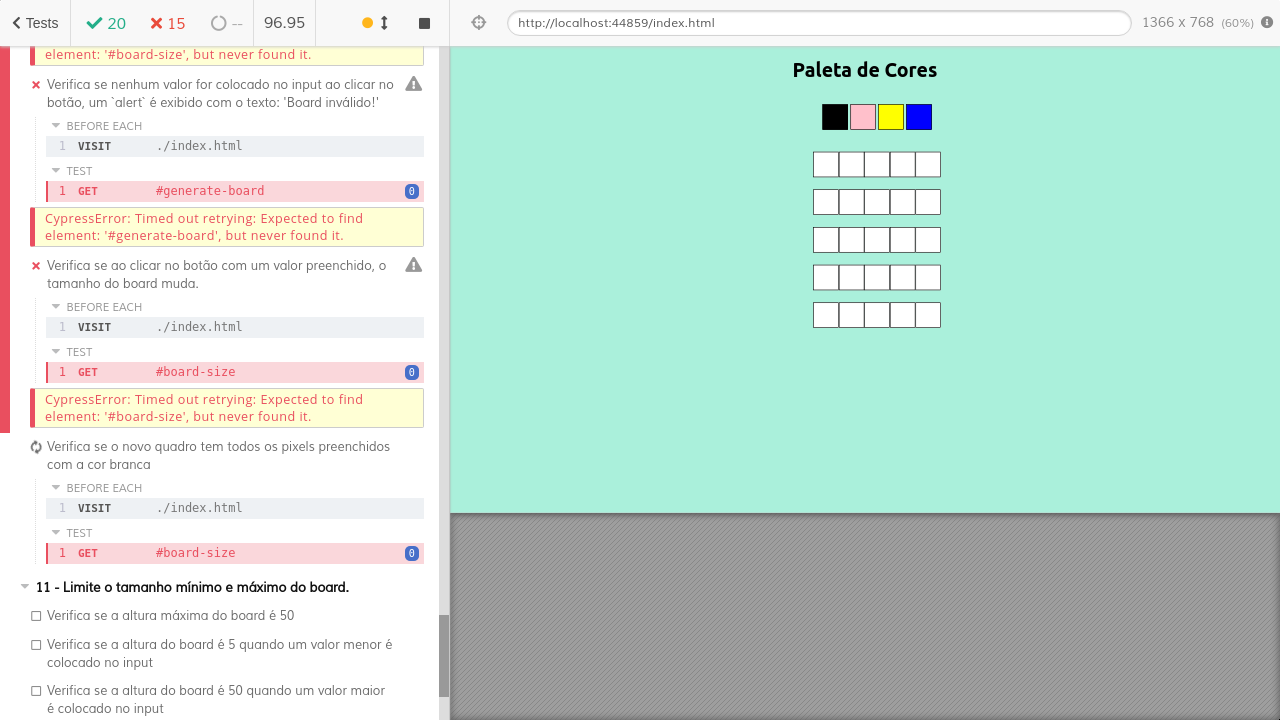 Tests 20 15 -- 96.95 http://localhost:44859/index.html 1366 x 768 (60%)
element: '#board-size', but never found it.
Verifica se nenhum valor for colocado no input ao clicar no
botão, um `alert` é exibido com o texto: 'Board inválido!'
BEFORE EACH
1 VISIT ./index.html
TEST
1 GET #generate-board 0
CypressError: Timed out retrying: Expected to find
element: '#generate-board', but never found it.
Verifica se ao clicar no botão com um valor preenchido, o
tamanho do board muda.
BEFORE EACH
1 VISIT ./index.html
TEST
1 GET #board-size 0
CypressError: Timed out retrying: Expected to find
element: '#board-size', but never found it.
Verifica se o novo quadro tem todos os pixels preenchidos
com a cor branca
BEFORE EACH
1 VISIT ./index.html
TEST
1 GET #board-size 0
11 - Limite o tamanho mínimo e máximo do board.
Verifica se a altura máxima do board é 50
Verifica se a altura do board é 5 quando um valor menor é
colocado no input
Verifica se a altura do board é 50 quando um valor maior
é colocado no input
Paleta de Cores